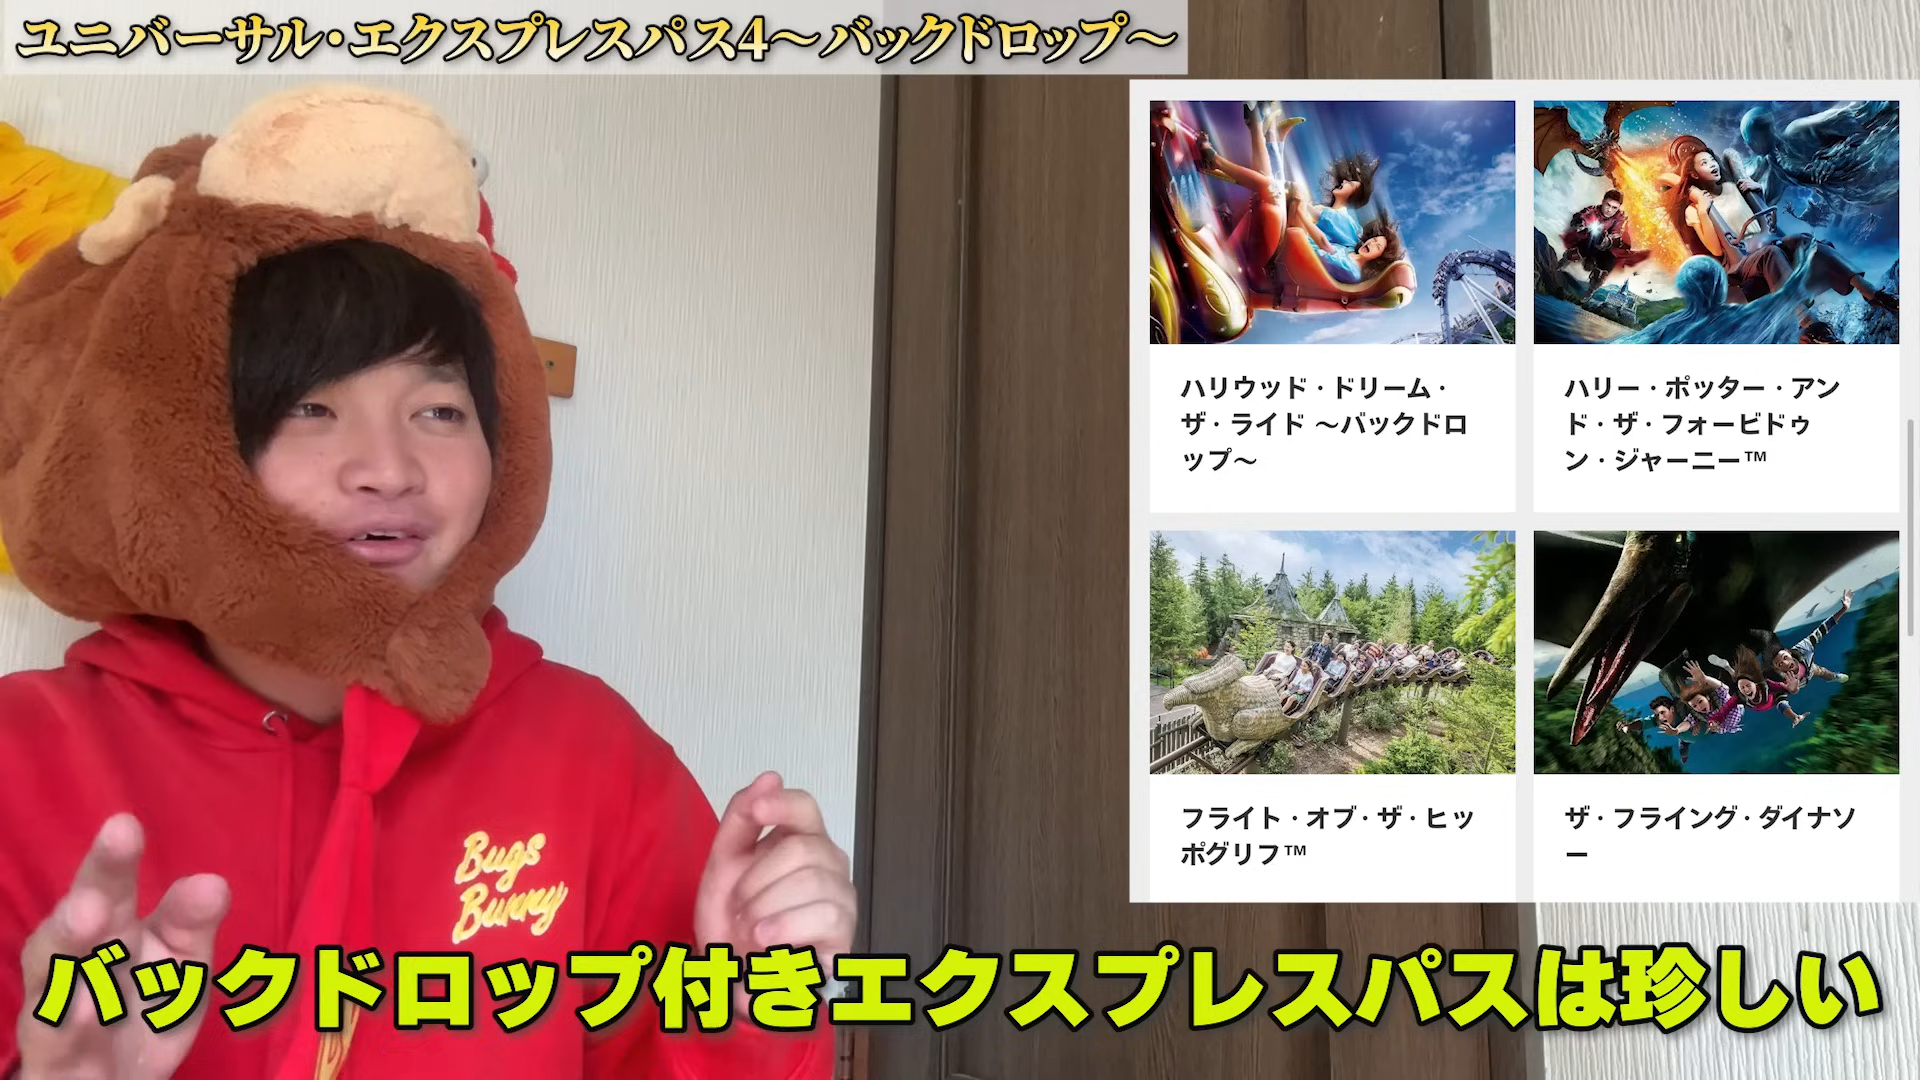 ユニバーサル・エクスプレスパス4～バックドロップ～
ハリウッド・ドリーム・
ザ・ライド ～バックドロ
ップ～
ハリー・ポッター・アン
ド・ザ・フォービドゥ
ン・ジャーニー™
フライト・オブ・ザ・ヒッ
ポグリフ™
ザ・フライング・ダイナソ
ー
Bugs
Bunny
バックドロップ付きエクスプレスパスは珍しい